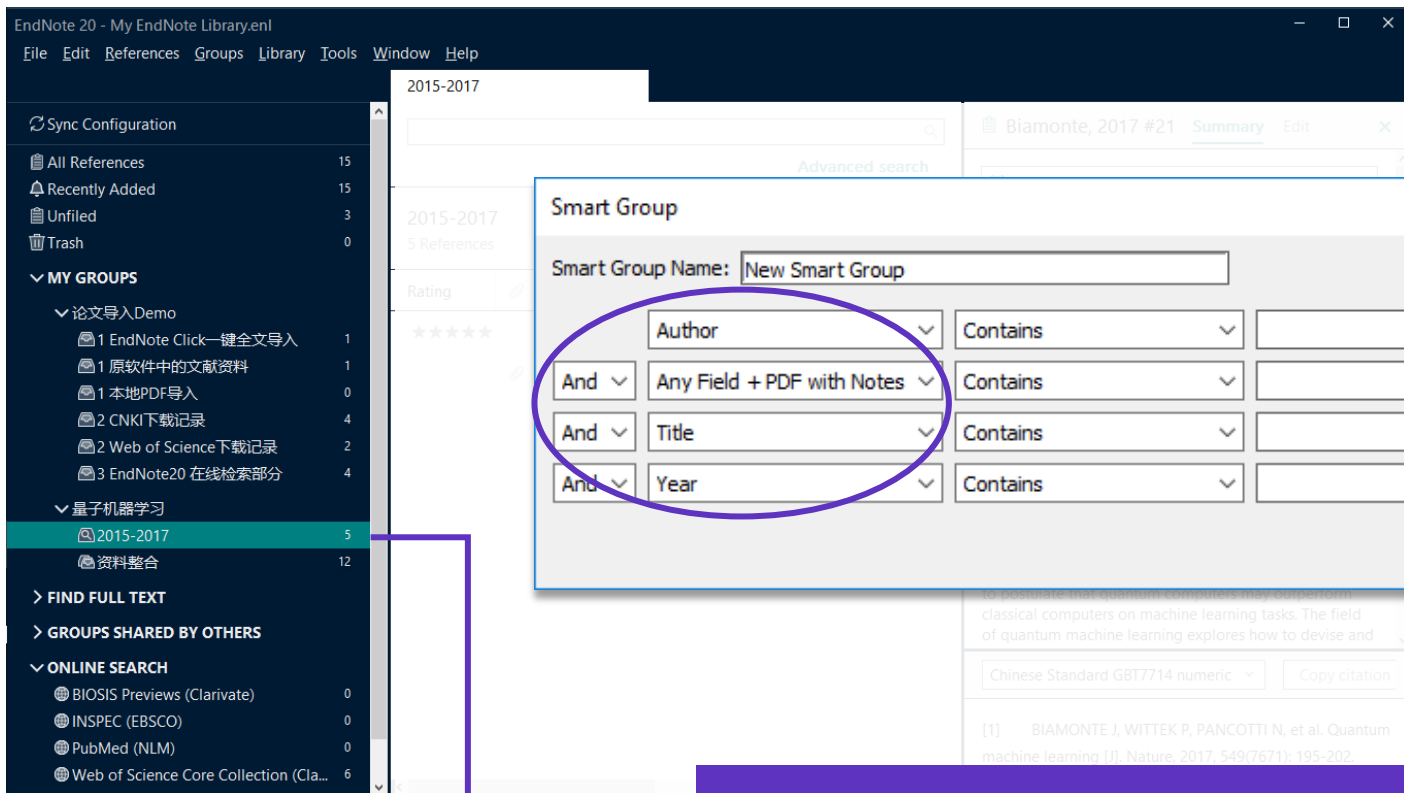 EndNote 20 - My EndNote Library.enl
File Edit References Groups Library Tools Window Help
2015-2017
Sync Configuration
All References 15
Recently Added 15
Unfiled 3
Trash 0
MY GROUPS
论文导入Demo
1 EndNote Click一键全文导入 1
1 原软件中的文献资料 1
1 本地PDF导入 0
2 CNKI下载记录 4
2 Web of Science下载记录 2
3 EndNote20 在线检索部分 4
量子机器学习
2015-2017 5
资料整合 12
FIND FULL TEXT
GROUPS SHARED BY OTHERS
ONLINE SEARCH
BIOSIS Previews (Clarivate) 0
INSPEC (EBSCO) 0
PubMed (NLM) 0
Web of Science Core Collection (Cla... 6
Advanced search
2015-2017
5 References
Rating
Biamonte, 2017 #21 Summary Edit
Smart Group
Smart Group Name: New Smart Group
Author Contains
And Any Field + PDF with Notes Contains
And Title Contains
And Year Contains
to postulate that quantum computers may outperform
classical computers on machine learning tasks. The field
of quantum machine learning explores how to devise and
Chinese Standard GBT7714 numeric Copy citation
[1] BIAMONTE J, WITTEK P, PANCOTTI N, et al. Quantum
machine learning [J]. Nature, 2017, 549(7671): 195-202.